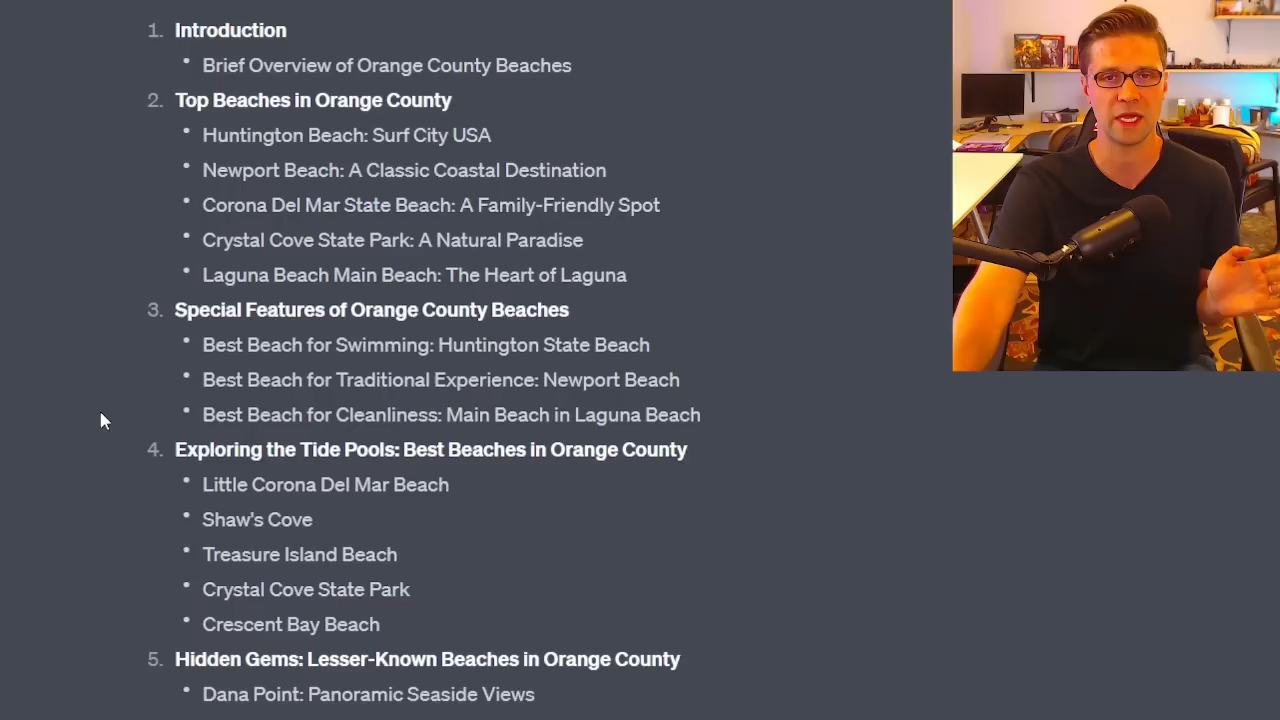 1. Introduction
• Brief Overview of Orange County Beaches
2. Top Beaches in Orange County
• Huntington Beach: Surf City USA
• Newport Beach: A Classic Coastal Destination
• Corona Del Mar State Beach: A Family-Friendly Spot
• Crystal Cove State Park: A Natural Paradise
• Laguna Beach Main Beach: The Heart of Laguna
3. Special Features of Orange County Beaches
• Best Beach for Swimming: Huntington State Beach
• Best Beach for Traditional Experience: Newport Beach
• Best Beach for Cleanliness: Main Beach in Laguna Beach
4. Exploring the Tide Pools: Best Beaches in Orange County
• Little Corona Del Mar Beach
• Shaw's Cove
• Treasure Island Beach
• Crystal Cove State Park
• Crescent Bay Beach
5. Hidden Gems: Lesser-Known Beaches in Orange County
• Dana Point: Panoramic Seaside Views